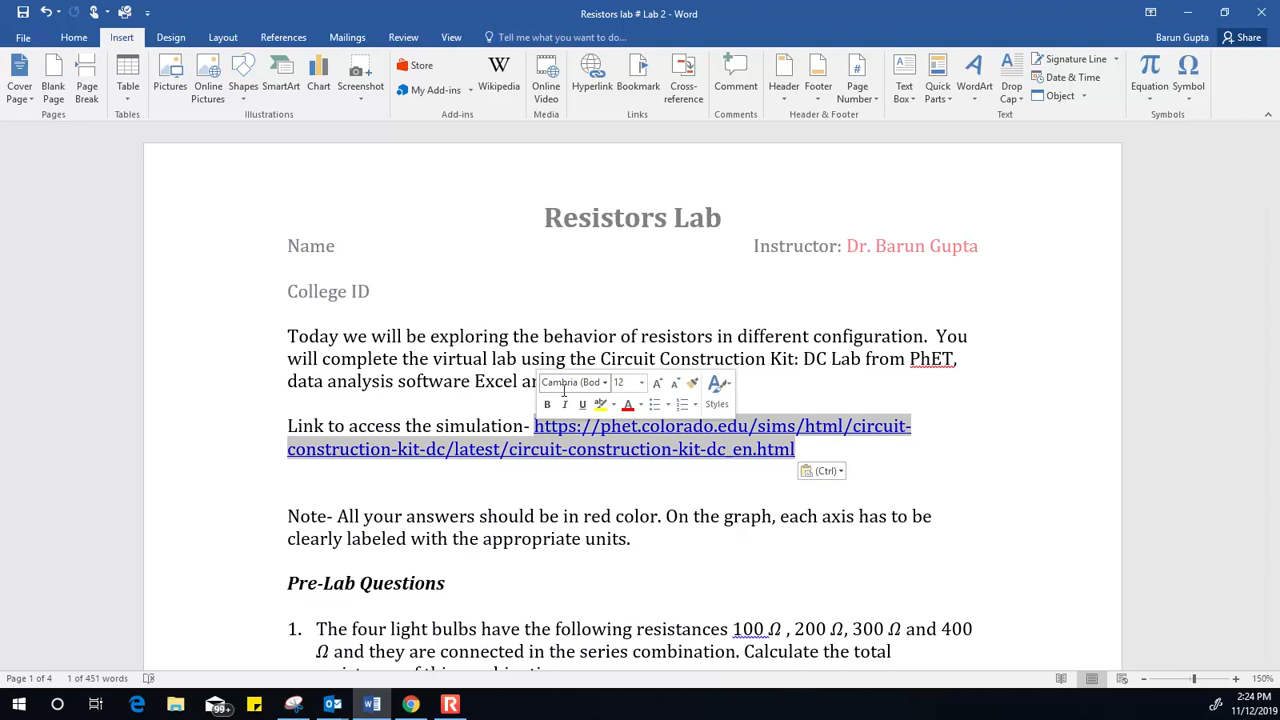 Resistors lab # Lab 2 - Word
File Home Insert Design Layout References Mailings Review View Tell me what you want to do... Barun Gupta Share
Cover Page Blank Page Page Break Table Pictures Online Pictures Shapes SmartArt Chart Screenshot Store My Add-ins Wikipedia Online Video Hyperlink Bookmark Cross-reference Comment Header Footer Page Number Text Box Quick Parts WordArt Drop Cap Signature Line Date & Time Object Equation Symbol
Pages Tables Illustrations Add-ins Media Links Comments Header & Footer Text Symbols
Resistors Lab
Name Instructor: Dr. Barun Gupta
College ID
Today we will be exploring the behavior of resistors in different configuration. You
will complete the virtual lab using the Circuit Construction Kit: DC Lab from PhET,
data analysis software Excel
Cambria (Bod 12
Styles
Link to access the simulation- https://phet.colorado.edu/sims/html/circuit-
construction-kit-dc/latest/circuit-construction-kit-dc_en.html
(Ctrl)
Note- All your answers should be in red color. On the graph, each axis has to be
clearly labeled with the appropriate units.
Pre-Lab Questions
1. The four light bulbs have the following resistances 100 Ω , 200 Ω, 300 Ω and 400
Ω and they are connected in the series combination. Calculate the total
Page 1 of 4 1 of 451 words 150%
99+ 2:24 PM
11/12/2019